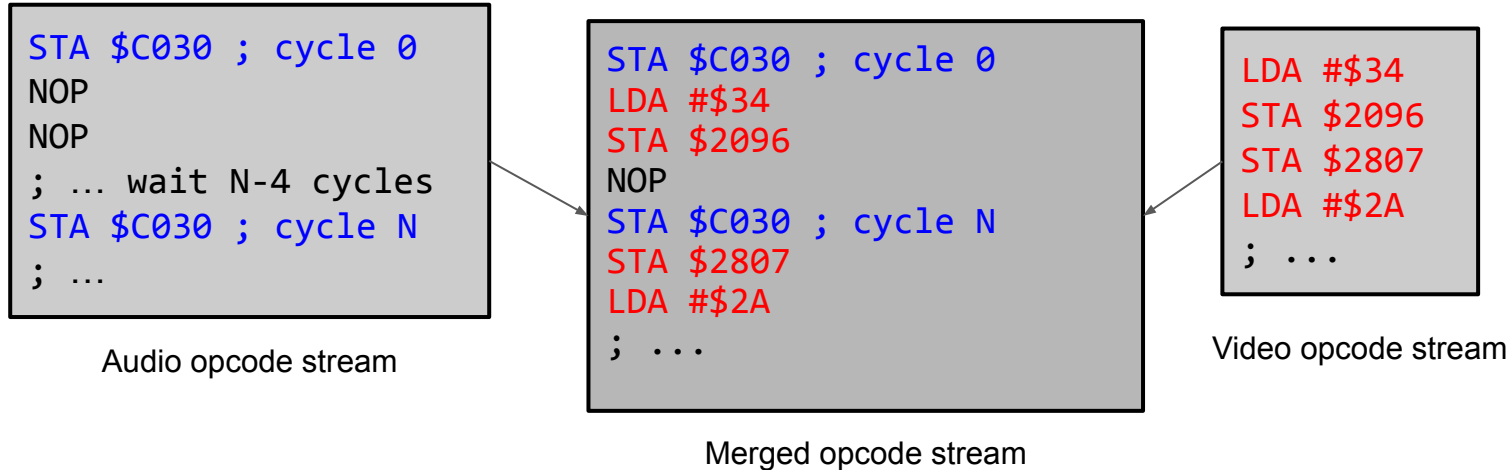 STA $C030 ; cycle 0
NOP
NOP
; … wait N-4 cycles
STA $C030 ; cycle N
; …
Audio opcode stream
STA $C030 ; cycle 0
LDA #$34
STA $2096
NOP
STA $C030 ; cycle N
STA $2807
LDA #$2A
; ...
Merged opcode stream
LDA #$34
STA $2096
STA $2807
LDA #$2A
; ...
Video opcode stream